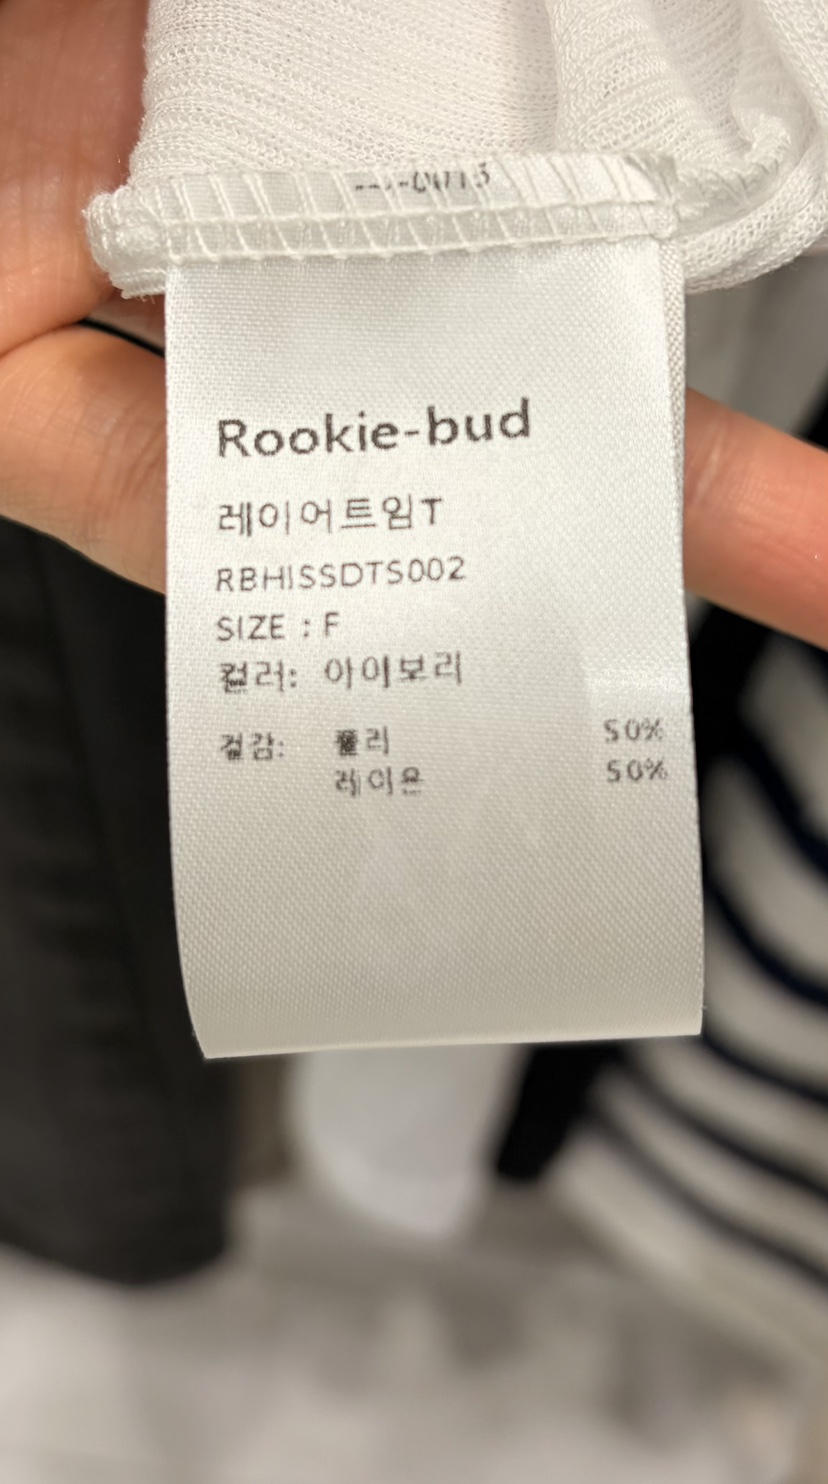 Rookie-bud
레이어트임T
RBHISSDTS002
SIZE : F
컬러: 아이보리
겉감: 폴리 50%
레이온 50%